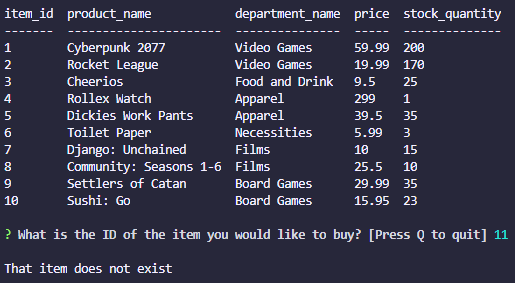 item_id  product_name           department_name  price  stock_quantity
-------  ---------------------  ---------------  -----  --------------
1        Cyberpunk 2077         Video Games      59.99  200
2        Rocket League          Video Games      19.99  170
3        Cheerios               Food and Drink   9.5    25
4        Rollex Watch           Apparel          299    1
5        Dickies Work Pants     Apparel          39.5   35
6        Toilet Paper           Necessities      5.99   3
7        Django: Unchained      Films            10     15
8        Community: Seasons 1-6  Films            25.5   10
9        Settlers of Catan      Board Games      29.99  35
10       Sushi: Go              Board Games      15.95  23
? What is the ID of the item you would like to buy? [Press Q to quit] 11
That item does not exist